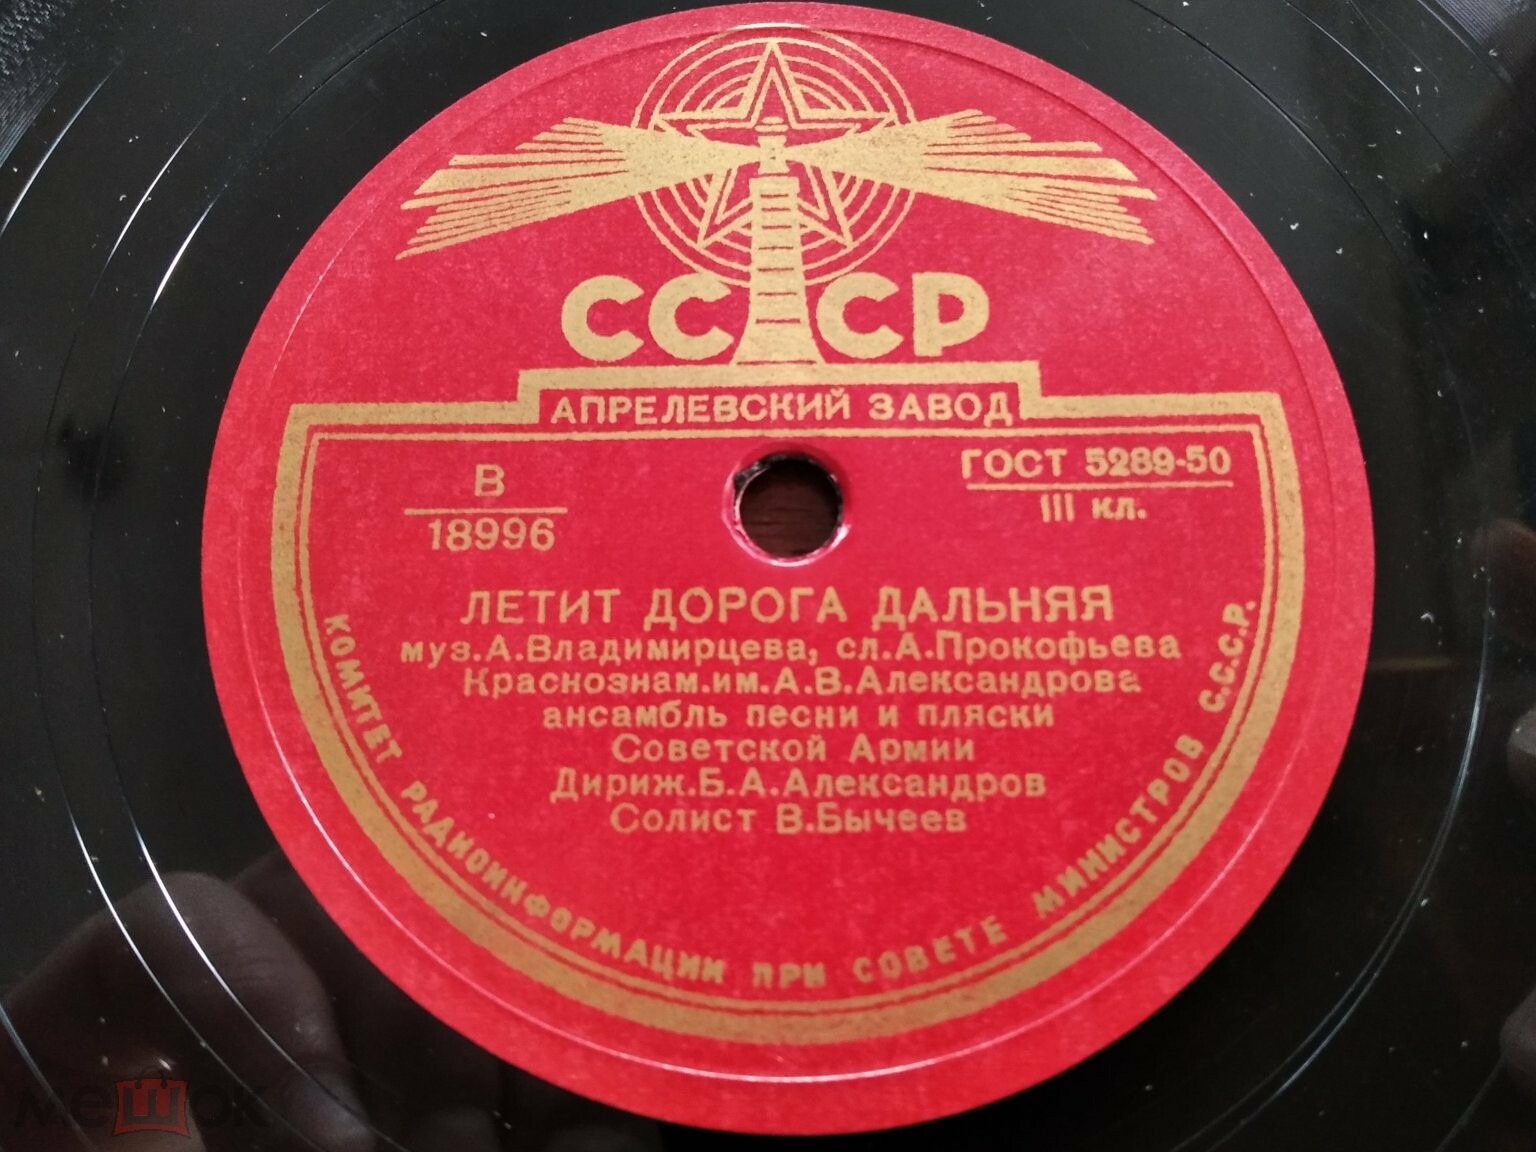 СССР
АПРЕЛЕВСКИЙ ЗАВОД
В
18996
ГОСТ 5289-50
III кл.
ЛЕТИТ ДОРОГА ДАЛЬНЯЯ
муз.А.Владимирцева, сл.А.Прокофьева
Краснознам.им.А.В.Александрова
ансамбль песни и пляски
Советской Армии
Дириж.Б.А.Александров
Солист В.Бычеев
КОМИТЕТ РАДИОИНФОРМАЦИИ ПРИ СОВЕТЕ МИНИСТРОВ С.С.С.Р.
мешок